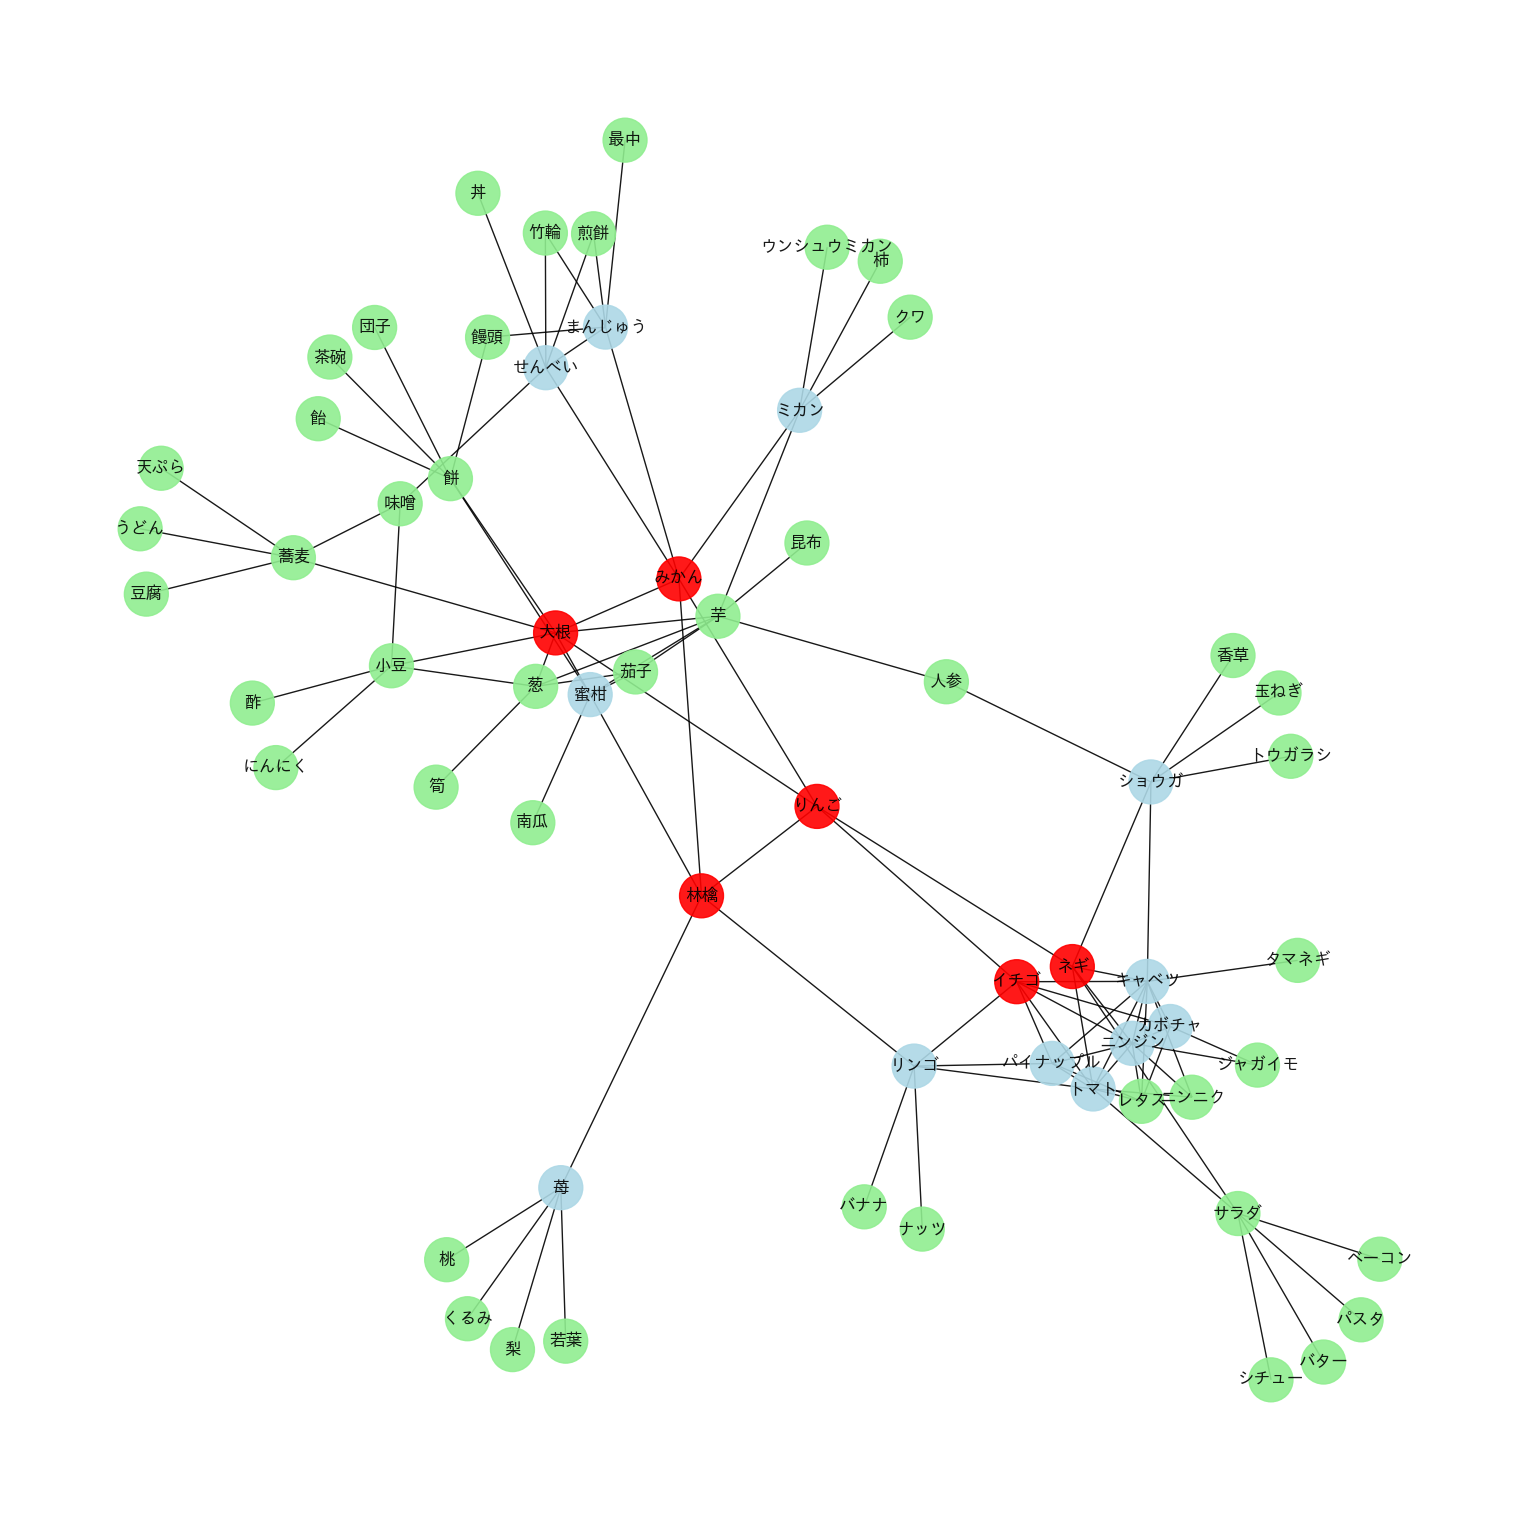 最中
丼
竹輪
煎餅
ウンシュウミカン
柿
クワ
団子
饅頭
まんじゅう
茶碗
せんべい
飴
ミカン
天ぷら
餅
味噌
うどん
昆布
蕎麦
豆腐
みかん
芋
大根
小豆
茄子
香草
人参
葱
蜜柑
玉ねぎ
酢
にんにく
トウガラシ
ショウガ
筍
南瓜
りんご
林檎
タマネギ
ネギ
イチゴ
キャベツ
カボチャ
ニンジン
リンゴ
パイナップル
ジャガイモ
トマト
レタス
ニンニク
苺
バナナ
ナッツ
サラダ
桃
ベーコン
くるみ
パスタ
梨
若葉
バター
シチュー